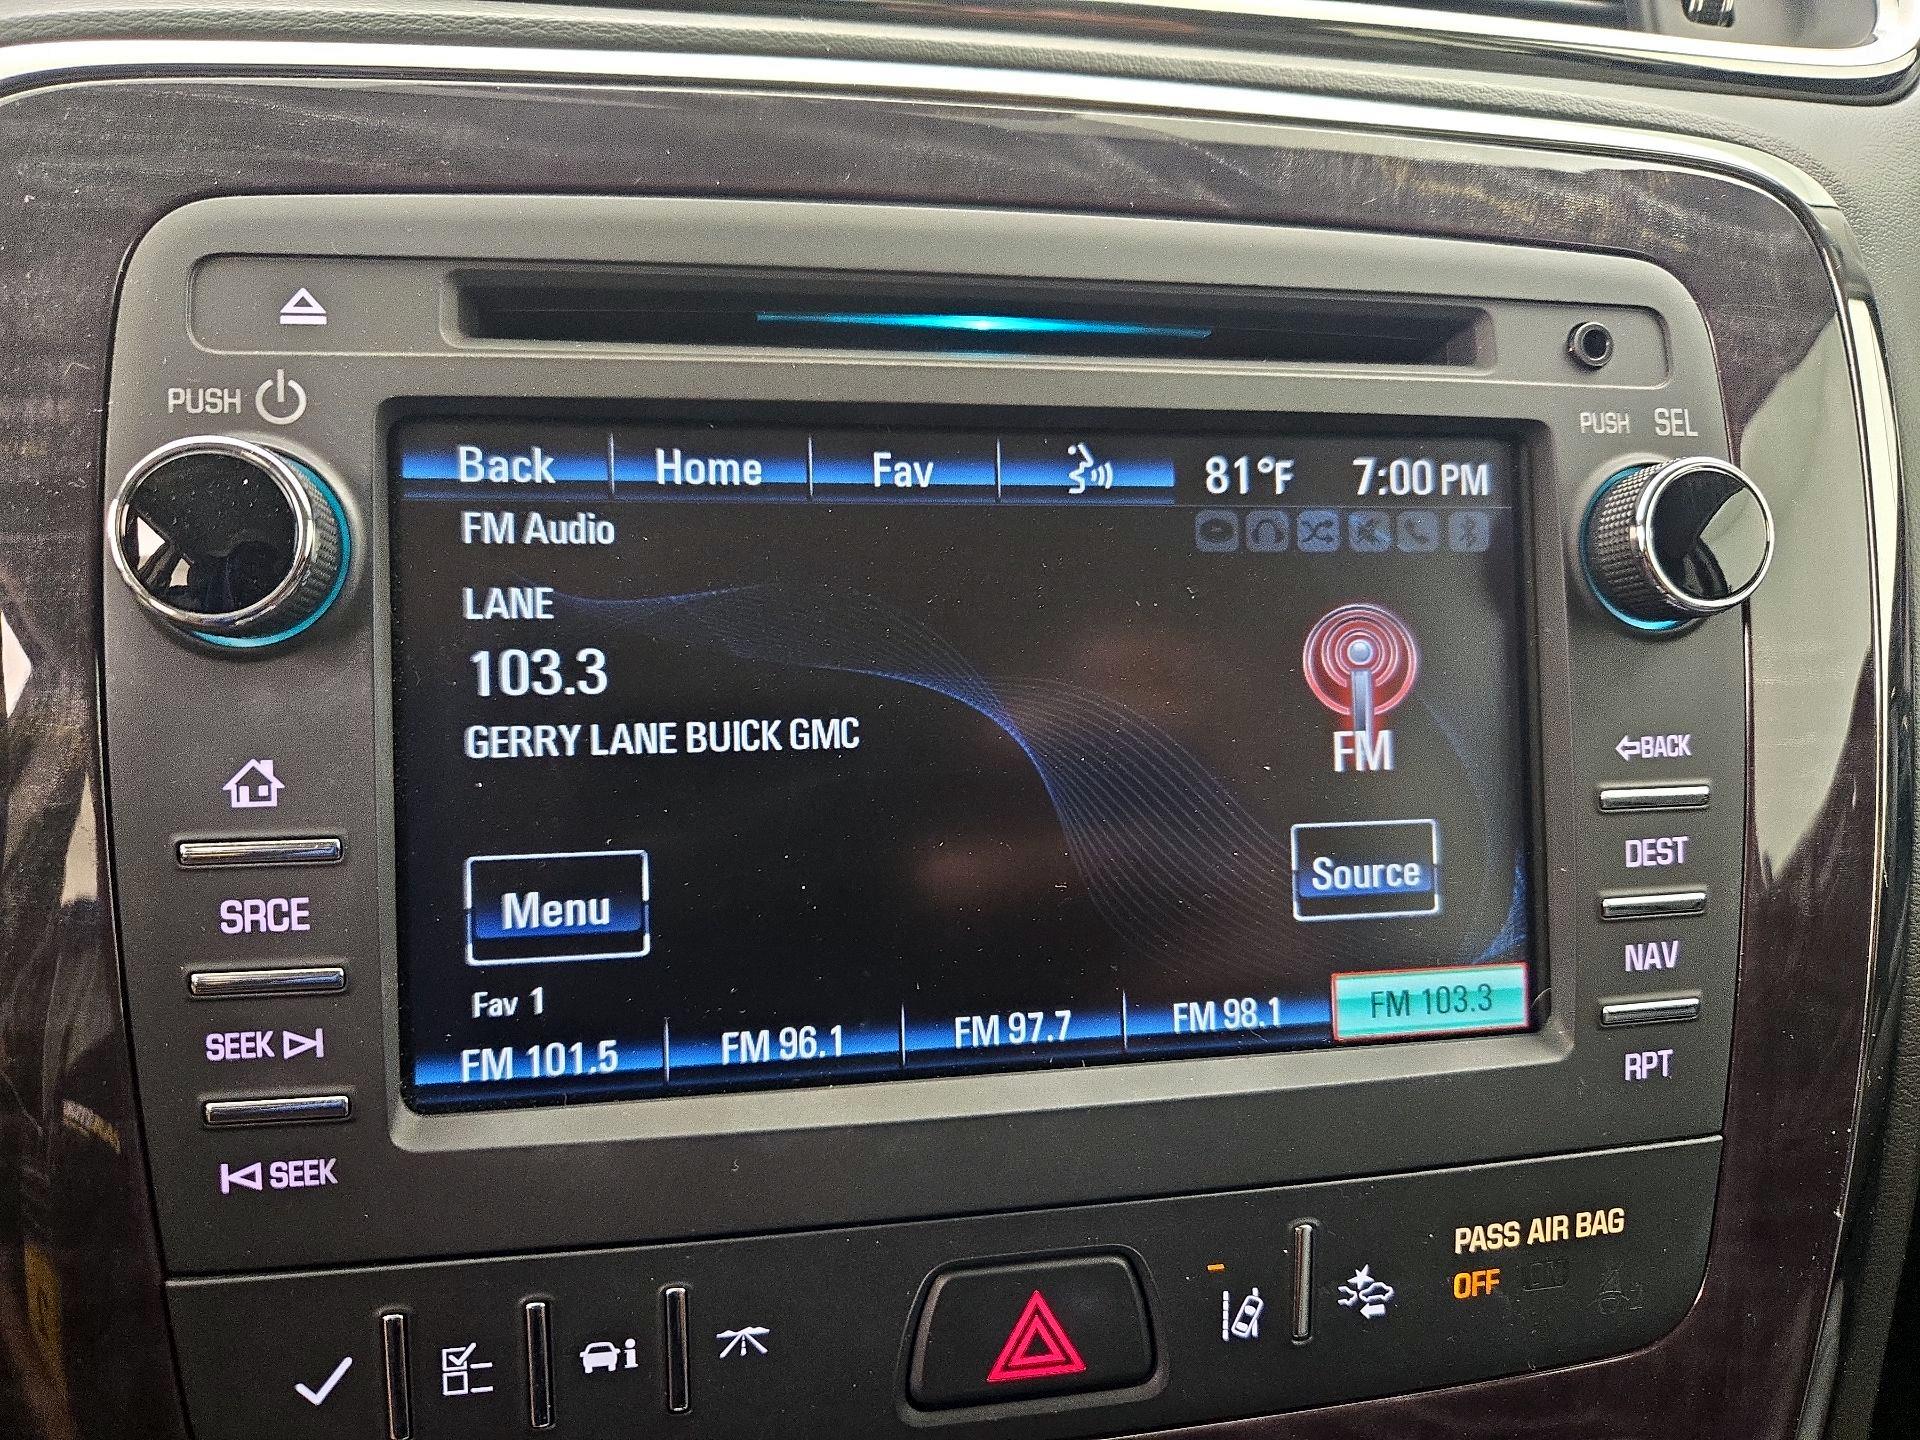 PUSH
PUSH SEL
Back Home Fav 81°F 7:00 PM
FM Audio
LANE
103.3
GERRY LANE BUICK GMC
FM
Menu
Source
Fav 1
FM 101.5 FM 96.1 FM 97.7 FM 98.1 FM 103.3
SRCE
SEEK
SEEK
BACK
DEST
NAV
RPT
PASS AIR BAG
OFF ON